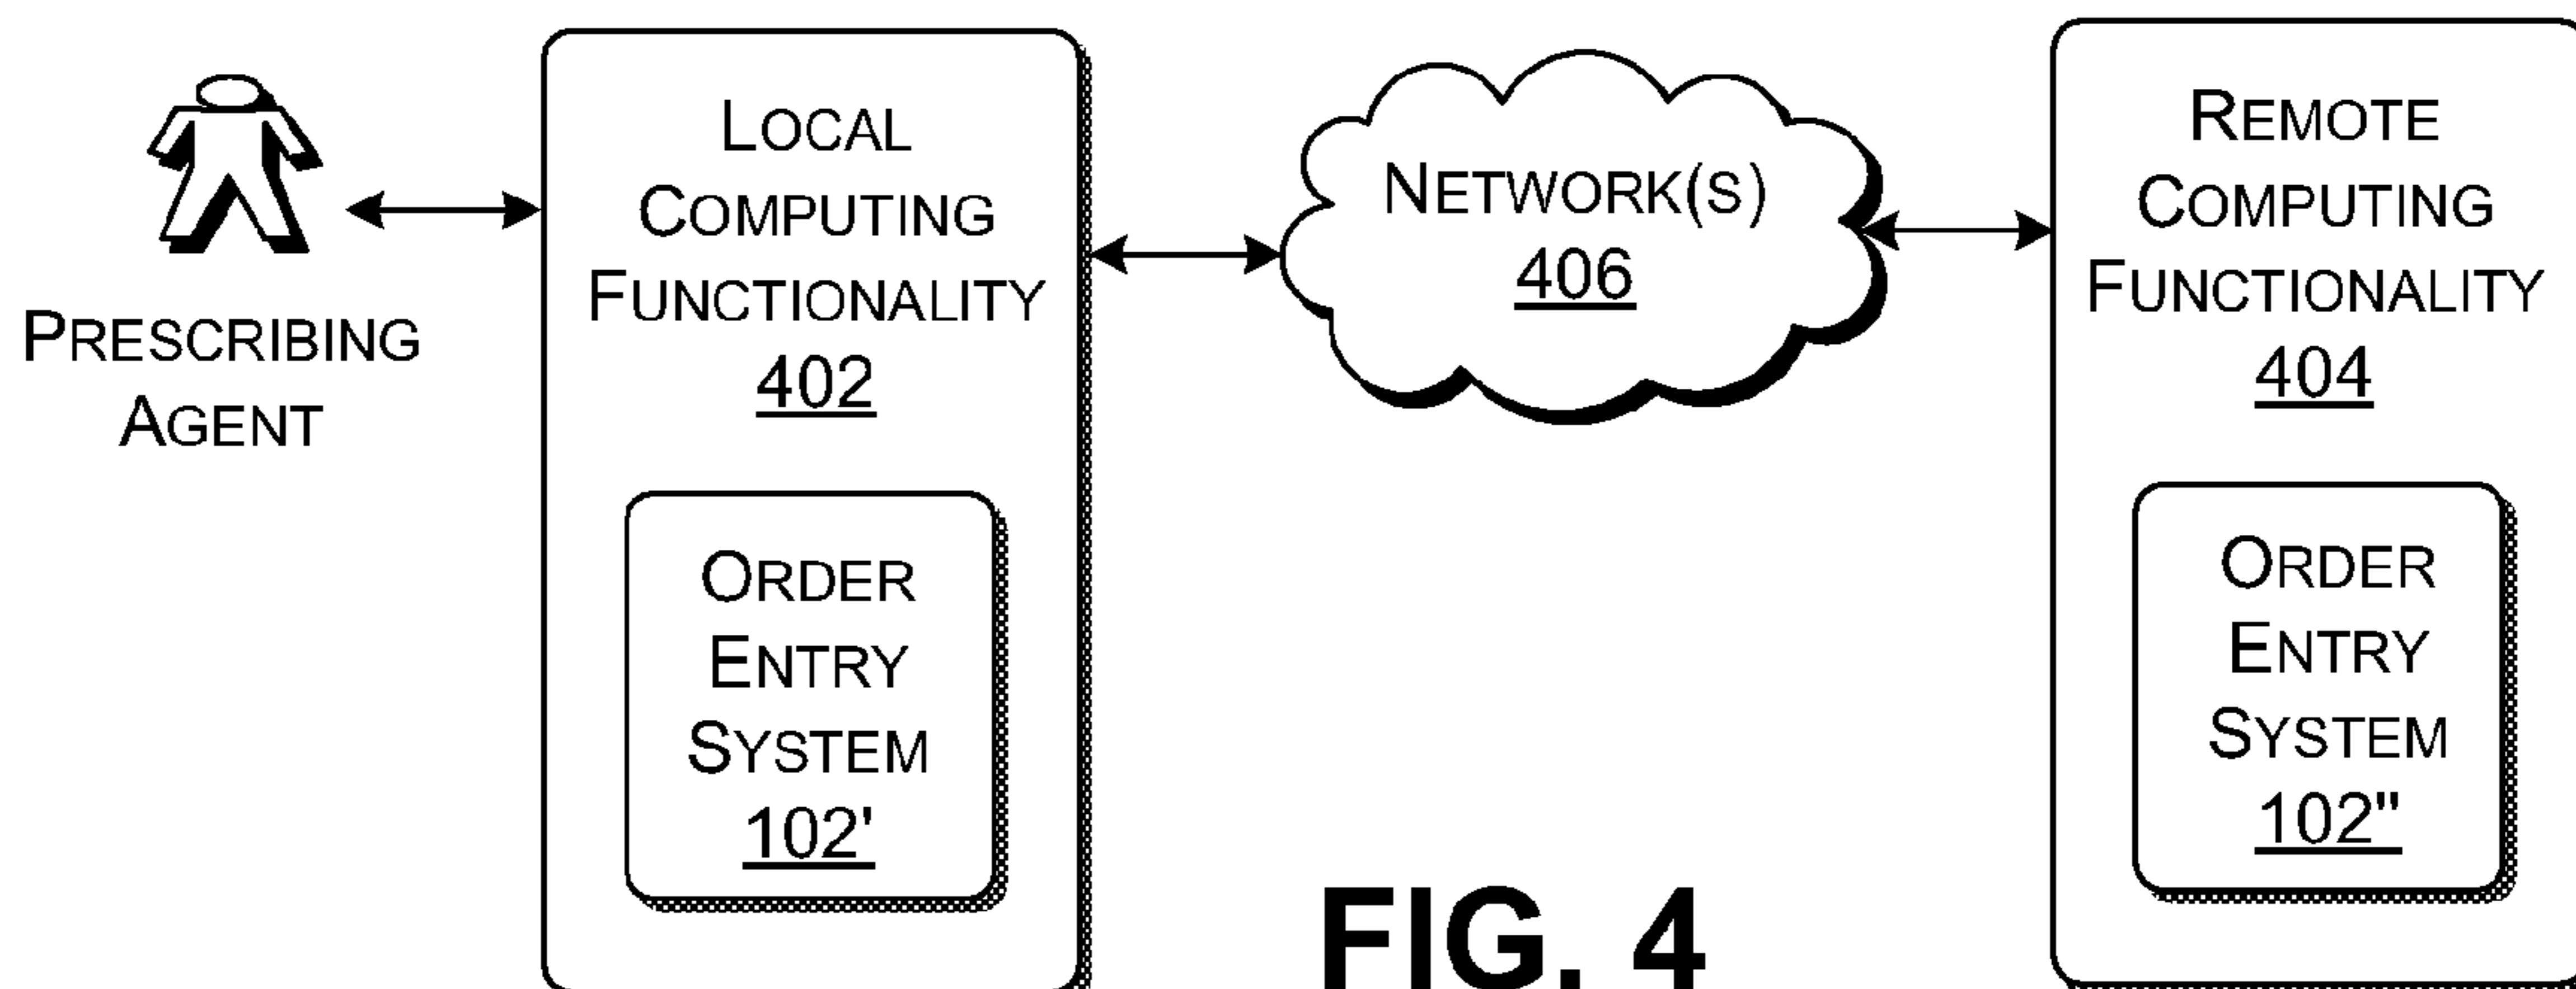 PRESCRIBING
AGENT
LOCAL
COMPUTING
FUNCTIONALITY
402
ORDER
ENTRY
SYSTEM
102'
NETWORK(S)
406
REMOTE
COMPUTING
FUNCTIONALITY
404
ORDER
ENTRY
SYSTEM
102"
FIG. 4